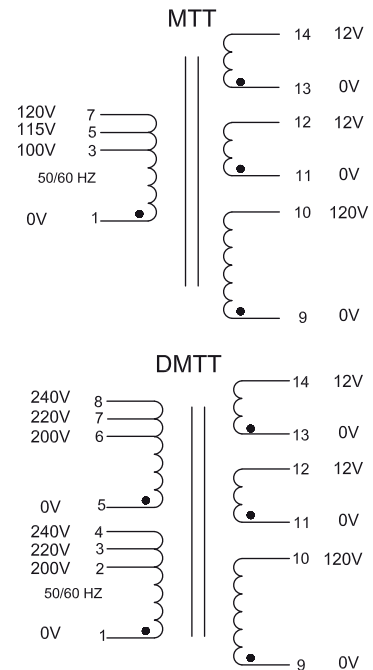 MTT
14 12V
13 0V
120V 7
115V 5
100V 3
50/60 HZ
0V 1
12 12V
11 0V
10 120V
9 0V
DMTT
14 12V
13 0V
240V 8
220V 7
200V 6
0V 5
12 12V
11 0V
240V 4
220V 3
200V 2
50/60 HZ
0V 1
10 120V
9 0V